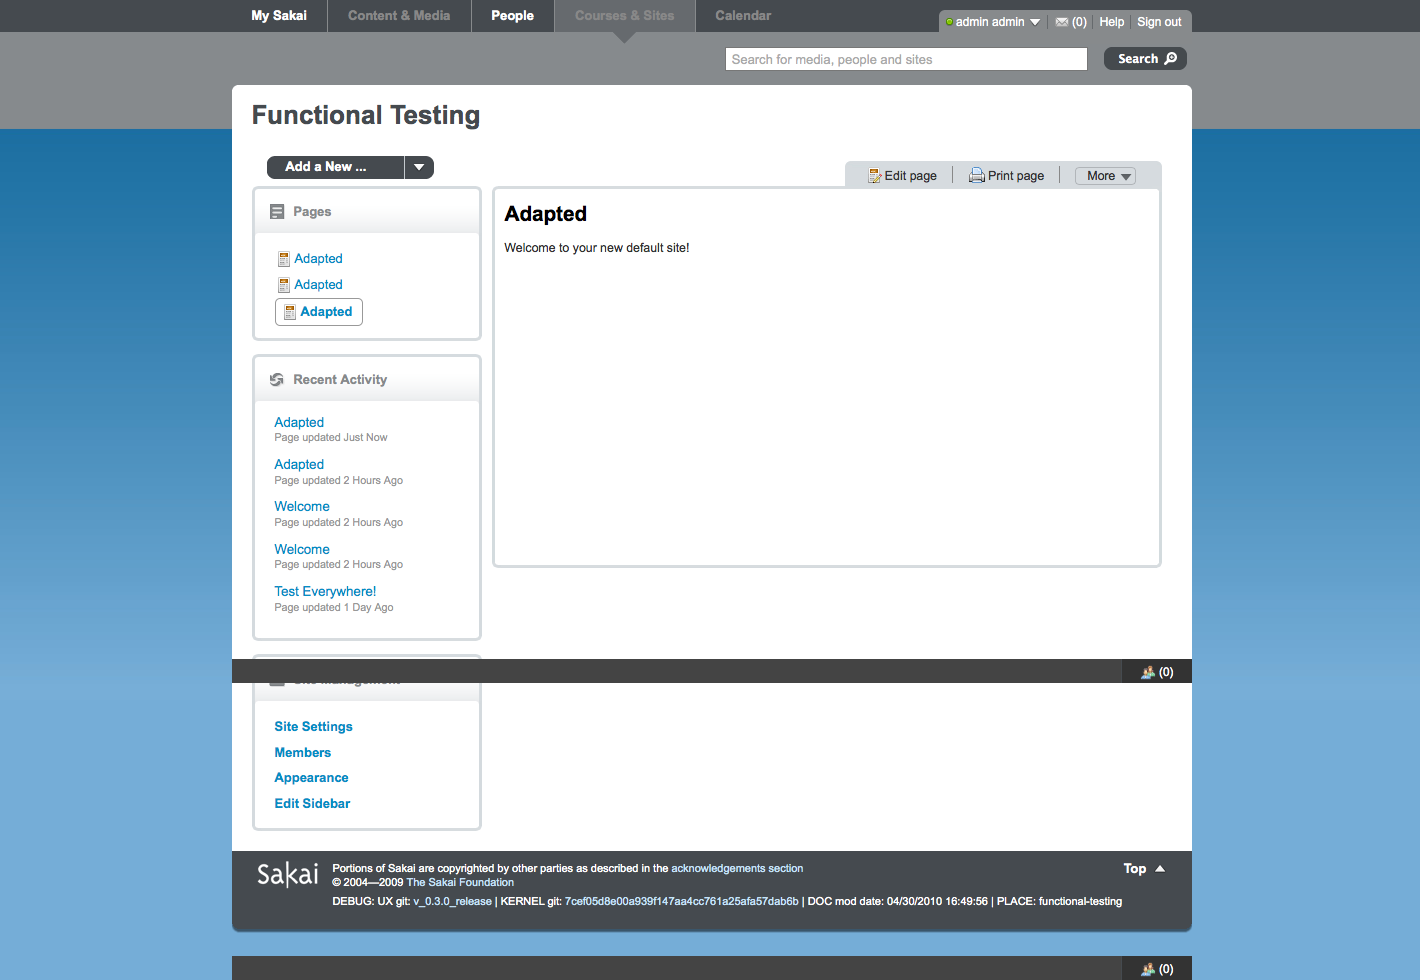 My Sakai
Content & Media
People
Courses & Sites
Calendar
admin admin
(0)
Help
Sign out
Search for media, people and sites
Search
Functional Testing
Add a New ...
Edit page
Print page
More
Pages
Adapted
Adapted
Adapted
Adapted
Welcome to your new default site!
Recent Activity
Adapted
Page updated Just Now
Adapted
Page updated 2 Hours Ago
Welcome
Page updated 2 Hours Ago
Welcome
Page updated 2 Hours Ago
Test Everywhere!
Page updated 1 Day Ago
(0)
Site Management
Site Settings
Members
Appearance
Edit Sidebar
Sakai
Portions of Sakai are copyrighted by other parties as described in the acknowledgements section
© 2004—2009 The Sakai Foundation
DEBUG: UX git: v_0.3.0_release | KERNEL git: 7cef05d8e00a939f147aa4cc761a25afa57dab6b | DOC mod date: 04/30/2010 16:49:56 | PLACE: functional-testing
Top
(0)